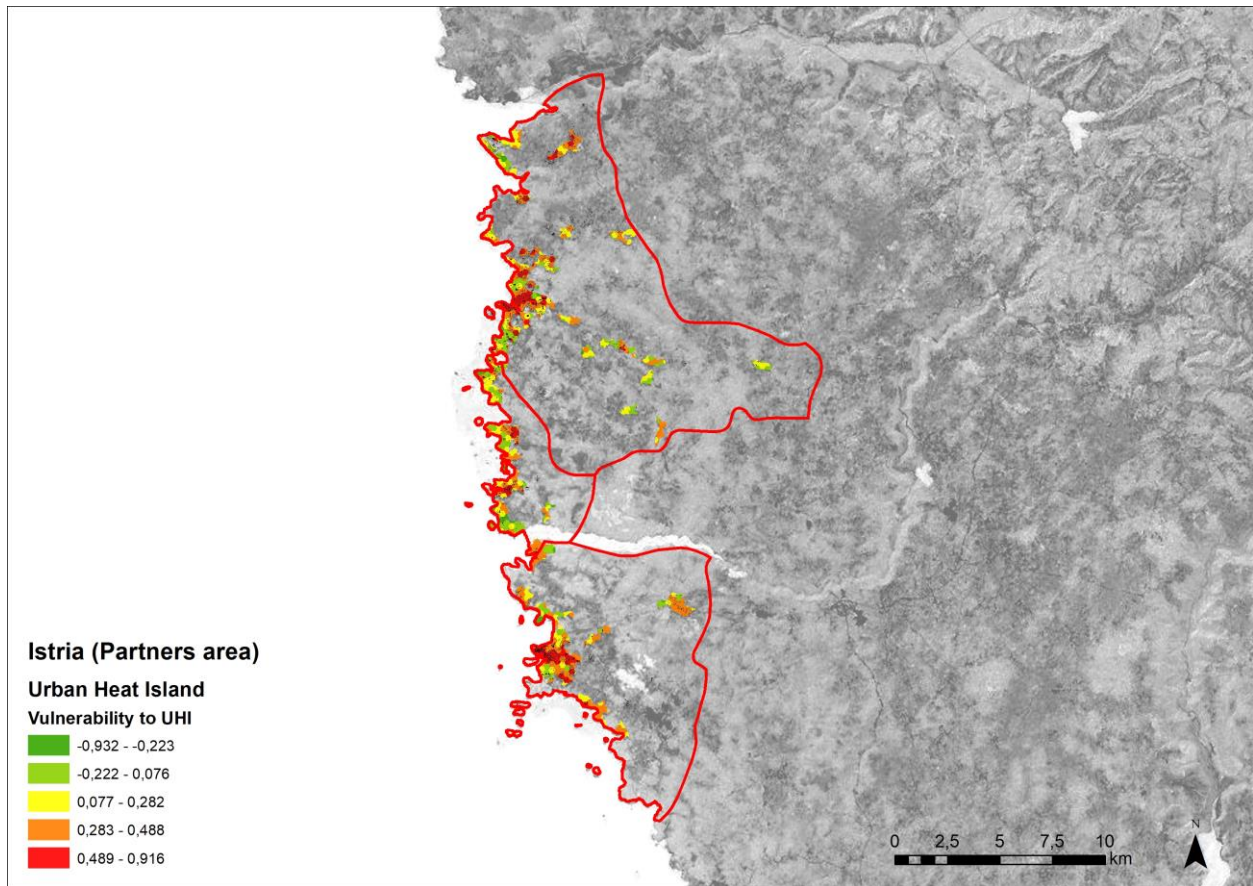 Istria (Partners area)
Urban Heat Island
Vulnerability to UHI
-0,932 - -0,223
-0,222 - 0,076
0,077 - 0,282
0,283 - 0,488
0,489 - 0,916
N
0 2,5 5 7,5 10
km